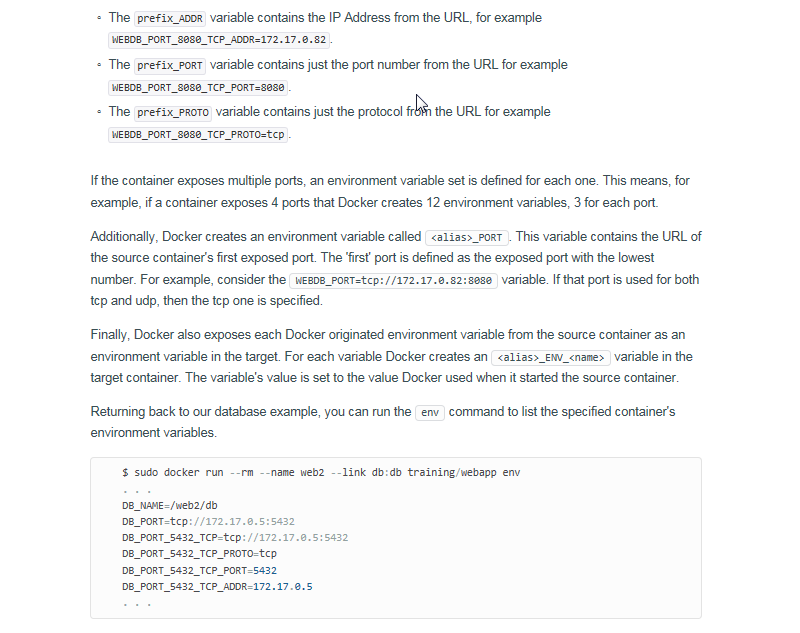 The prefix_ADDR variable contains the IP Address from the URL, for example
WEBDB_PORT_8080_TCP_ADDR=172.17.0.82.
The prefix_PORT variable contains just the port number from the URL for example
WEBDB_PORT_8080_TCP_PORT=8080.
The prefix_PROTO variable contains just the protocol from the URL for example
WEBDB_PORT_8080_TCP_PROTO=tcp.
If the container exposes multiple ports, an environment variable set is defined for each one. This means, for
example, if a container exposes 4 ports that Docker creates 12 environment variables, 3 for each port.
Additionally, Docker creates an environment variable called <alias>_PORT. This variable contains the URL of
the source container's first exposed port. The 'first' port is defined as the exposed port with the lowest
number. For example, consider the WEBDB_PORT=tcp://172.17.0.82:8080 variable. If that port is used for both
tcp and udp, then the tcp one is specified.
Finally, Docker also exposes each Docker originated environment variable from the source container as an
environment variable in the target. For each variable Docker creates an <alias>_ENV_<name> variable in the
target container. The variable's value is set to the value Docker used when it started the source container.
Returning back to our database example, you can run the env command to list the specified container's
environment variables.
$ sudo docker run --rm --name web2 --link db:db training/webapp env
. . .
DB_NAME=/web2/db
DB_PORT=tcp://172.17.0.5:5432
DB_PORT_5432_TCP=tcp://172.17.0.5:5432
DB_PORT_5432_TCP_PROTO=tcp
DB_PORT_5432_TCP_PORT=5432
DB_PORT_5432_TCP_ADDR=172.17.0.5
. . .